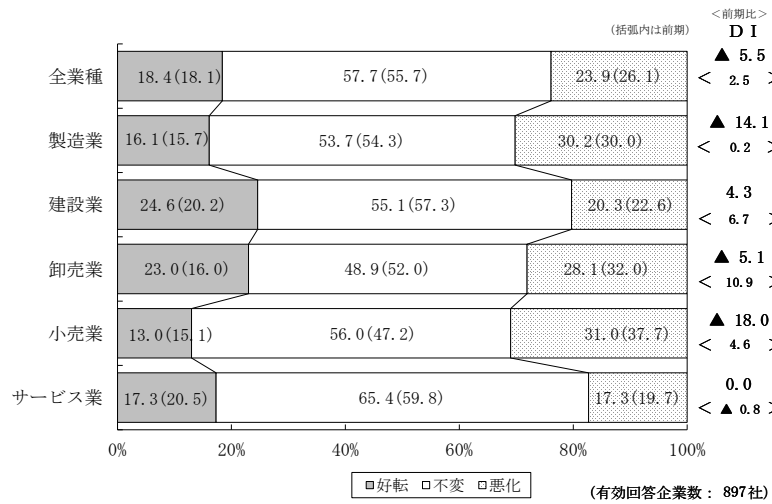 ＜前期比＞
(括弧内は前期)
ＤＩ
全業種 18.4(18.1) 57.7(55.7) 23.9(26.1) ▲ 5.5
＜ 2.5 ＞
製造業 16.1(15.7) 53.7(54.3) 30.2(30.0) ▲ 14.1
＜ 0.2 ＞
建設業 24.6(20.2) 55.1(57.3) 20.3(22.6) 4.3
＜ 6.7 ＞
卸売業 23.0(16.0) 48.9(52.0) 28.1(32.0) ▲ 5.1
＜ 10.9 ＞
小売業 13.0(15.1) 56.0(47.2) 31.0(37.7) ▲ 18.0
＜ 4.6 ＞
サービス業 17.3(20.5) 65.4(59.8) 17.3(19.7) 0.0
＜ ▲ 0.8 ＞
0% 20% 40% 60% 80% 100%
好転 不変 悪化
(有効回答企業数： 897社)